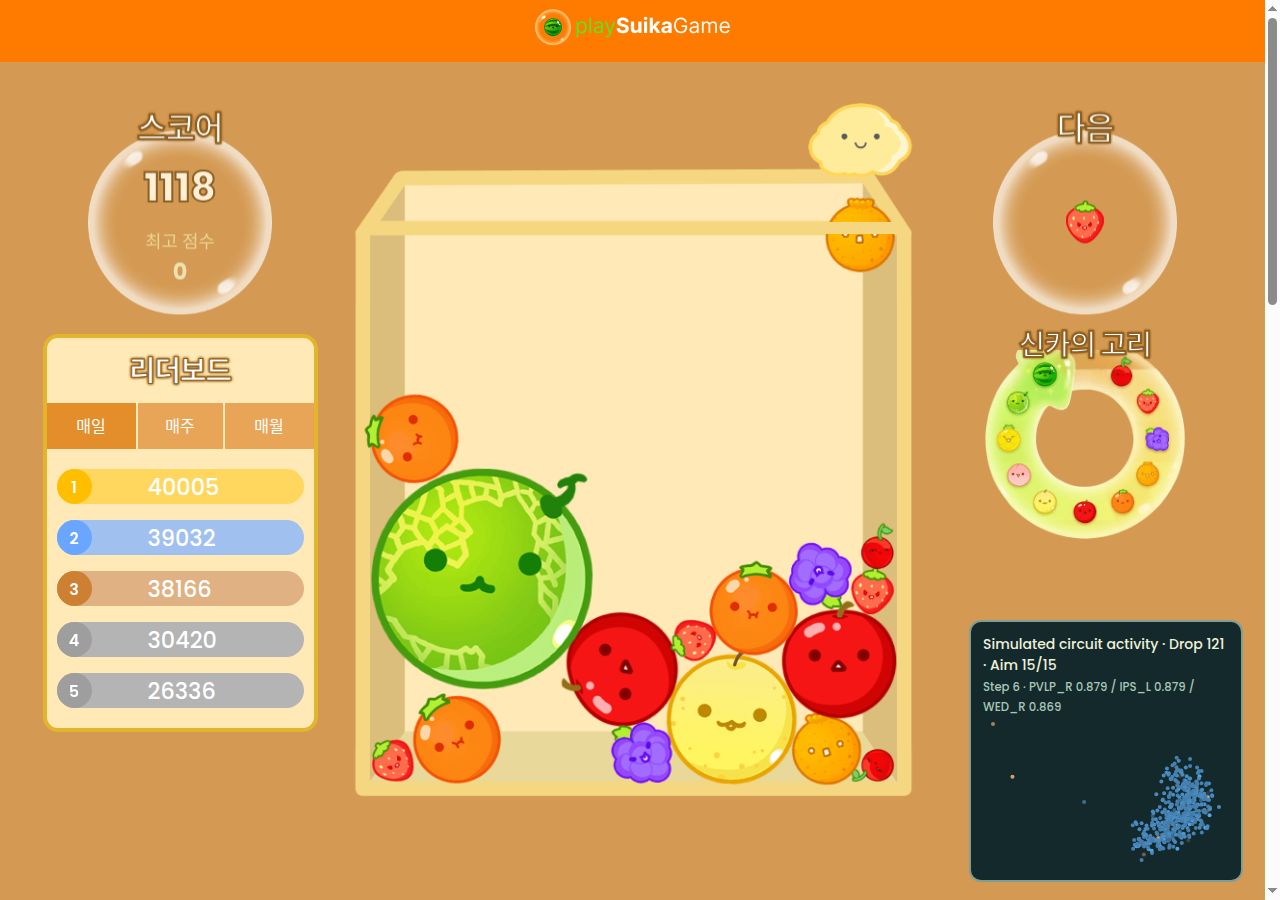 playSuikaGame
스코어
1118
최고 점수
0
다음
신카의 고리
리더보드
매일 매주 매월
1 40005
2 39032
3 38166
4 30420
5 26336
Simulated circuit activity · Drop 121
· Aim 15/15
Step 6 · PVLP_R 0.879 / IPS_L 0.879 /
WED_R 0.869